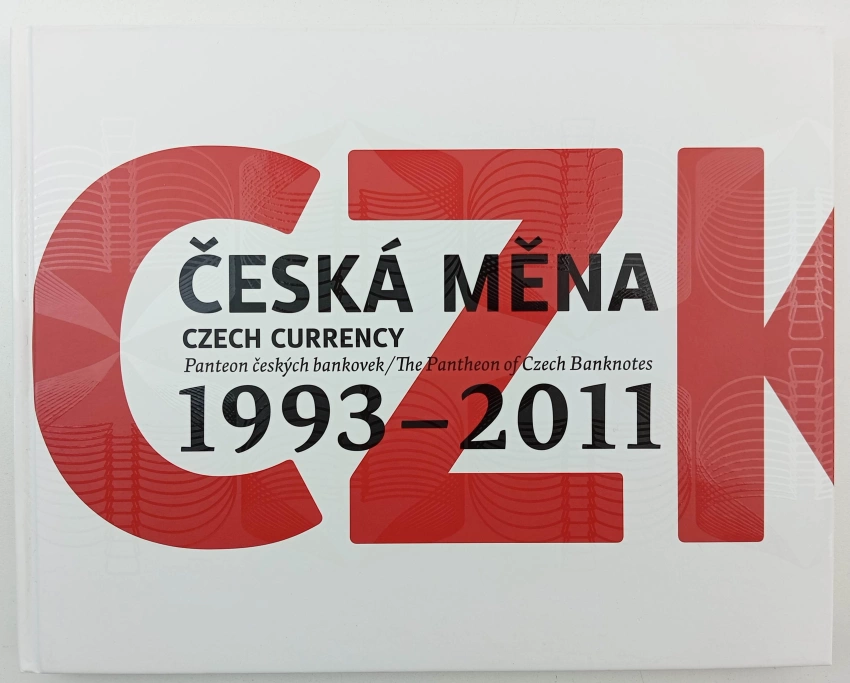 CZK
ČESKÁ MĚNA
CZECH CURRENCY
Panteon českých bankovek/The Pantheon of Czech Banknotes
1993–2011